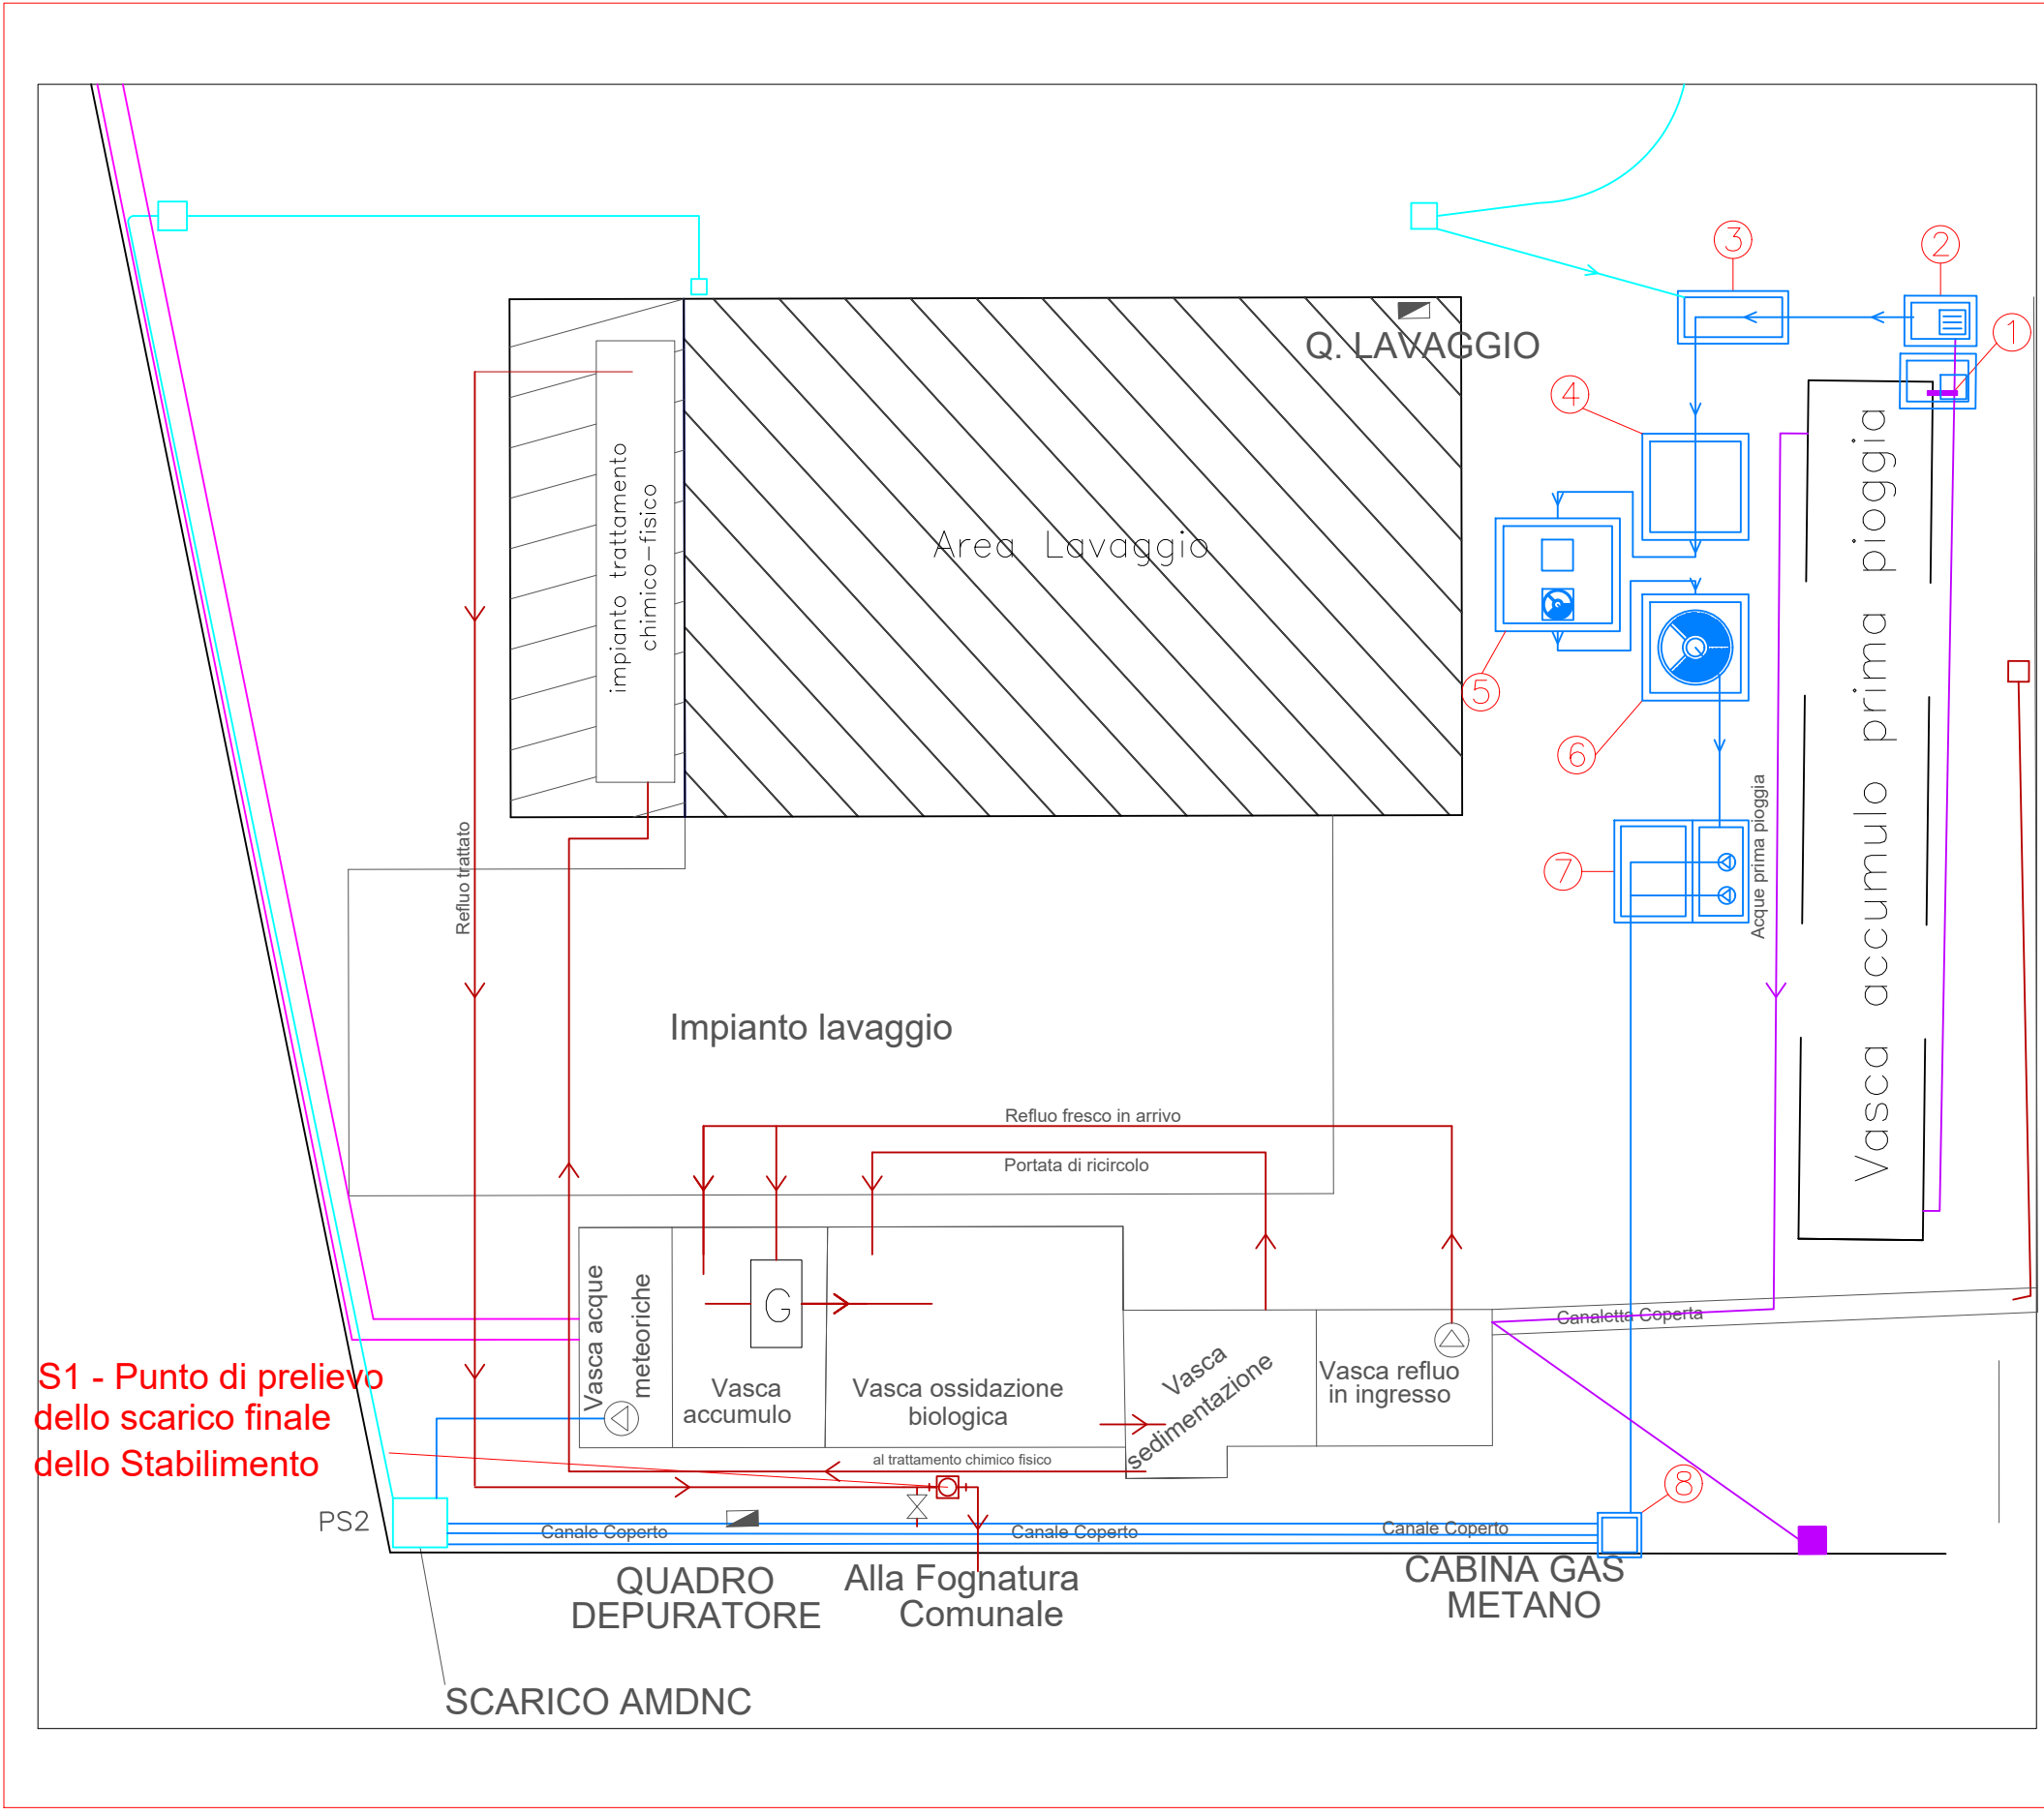 3
2
1
Q. LAVAGGIO
4
impianto trattamento
chimico-fisico
Area Lavaggio
5
6
7
Vasca accumulo prima pioggia
Acque prima pioggia
Refluo trattato
Impianto lavaggio
Refluo fresco in arrivo
Portata di ricircolo
Vasca acque
meteoriche
G
Vasca
accumulo
Vasca ossidazione
biologica
Vasca
sedimentazione
Vasca refluo
in ingresso
Canaletta Coperta
S1 - Punto di prelievo
dello scarico finale
dello Stabilimento
al trattamento chimico fisico
8
PS2
Canale Coperto
Canale Coperto
Canale Coperto
QUADRO
DEPURATORE
Alla Fognatura
Comunale
CABINA GAS
METANO
SCARICO AMDNC